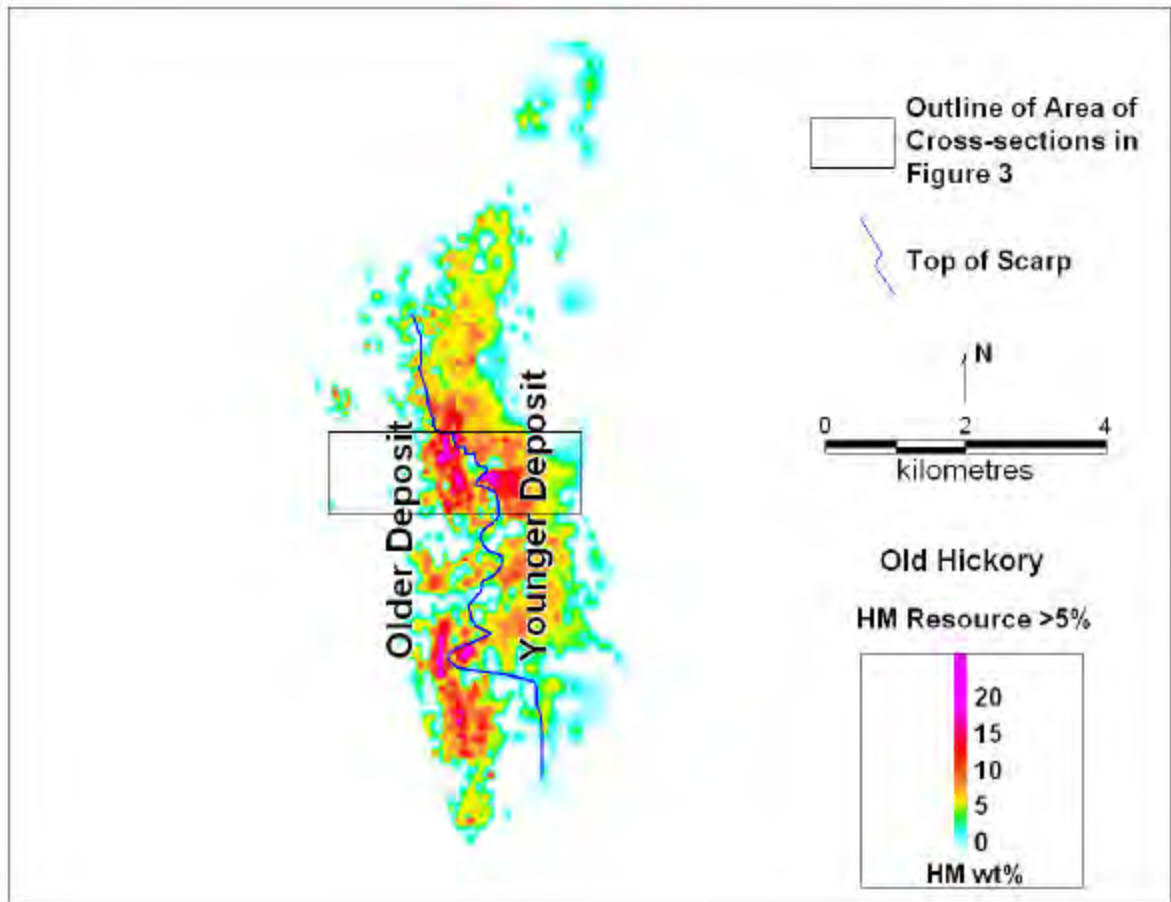 Outline of Area of
Cross-sections in
Figure 3
Top of Scarp
N
0 2 4
kilometres
Older Deposit
Younger Deposit
Old Hickory
HM Resource >5%
20
15
10
5
0
HM wt%